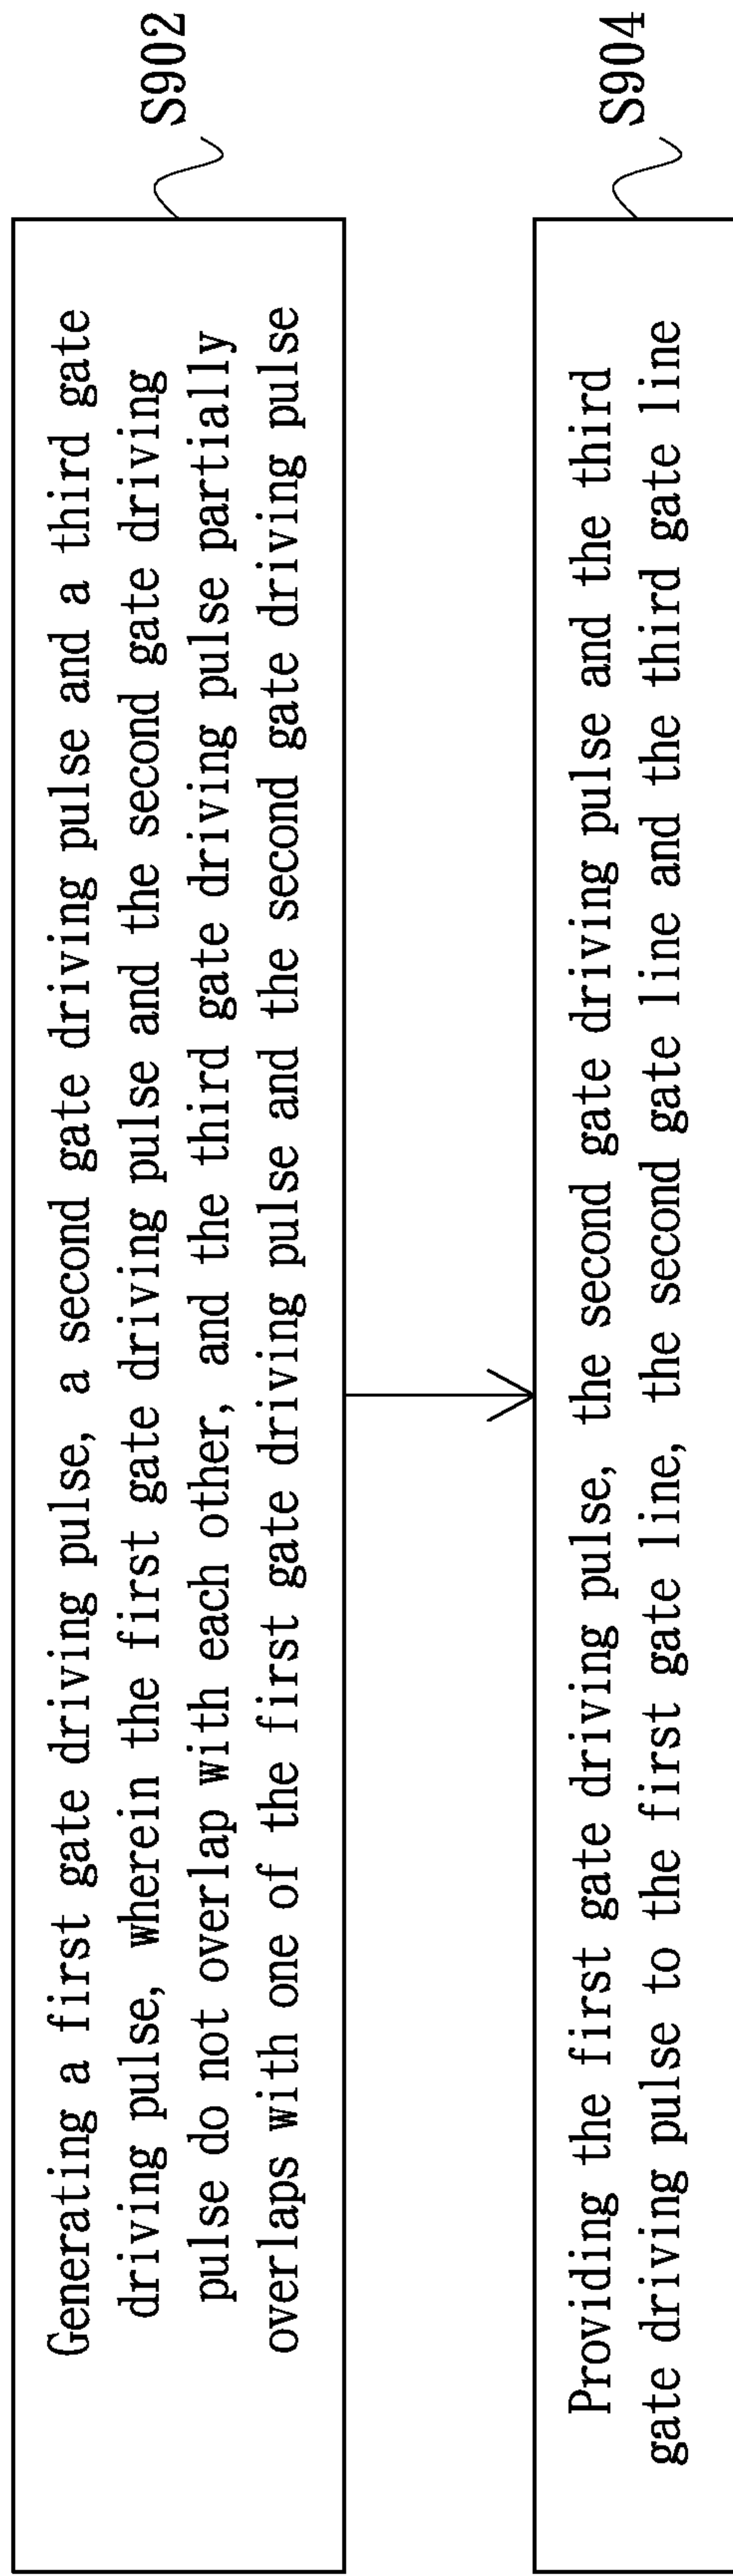 Generating a first gate driving pulse, a second gate driving pulse and a third gate
driving pulse, wherein the first gate driving pulse and the second gate driving
pulse do not overlap with each other, and the third gate driving pulse partially
overlaps with one of the first gate driving pulse and the second gate driving pulse
S902
Providing the first gate driving pulse, the second gate driving pulse and the third
gate driving pulse to the first gate line, the second gate line and the third gate line
S904